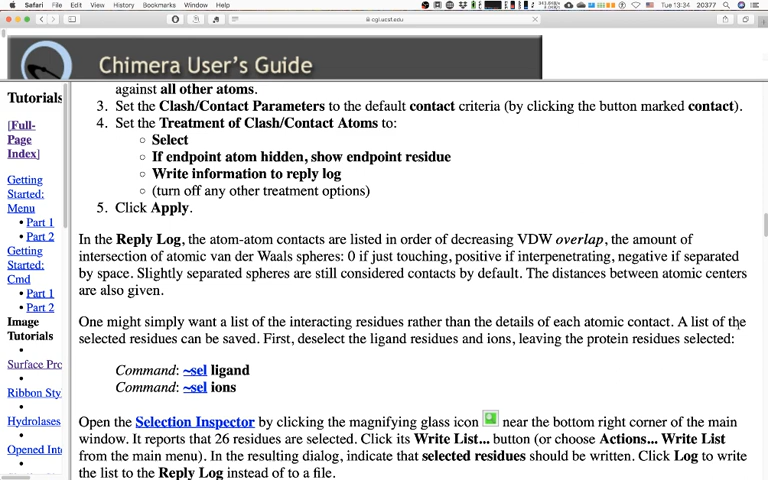 Safari File Edit View History Bookmarks Window Help
Tue 13:34 20377
cgl.ucsf.edu
Chimera User's Guide
Tutorials
[Full-
Page
Index]
Getting
Started:
Menu
• Part 1
• Part 2
Getting
Started:
Cmd
• Part 1
• Part 2
Image
Tutorials
•
Surface Pro
•
Ribbon Sty
•
Hydrolases
•
Opened Int
against all other atoms.
3. Set the Clash/Contact Parameters to the default contact criteria (by clicking the button marked contact).
4. Set the Treatment of Clash/Contact Atoms to:
◦ Select
◦ If endpoint atom hidden, show endpoint residue
◦ Write information to reply log
◦ (turn off any other treatment options)
5. Click Apply.
In the Reply Log, the atom-atom contacts are listed in order of decreasing VDW overlap, the amount of
intersection of atomic van der Waals spheres: 0 if just touching, positive if interpenetrating, negative if separated
by space. Slightly separated spheres are still considered contacts by default. The distances between atomic centers
are also given.
One might simply want a list of the interacting residues rather than the details of each atomic contact. A list of the
selected residues can be saved. First, deselect the ligand residues and ions, leaving the protein residues selected:
Command: ~sel ligand
Command: ~sel ions
Open the Selection Inspector by clicking the magnifying glass icon near the bottom right corner of the main
window. It reports that 26 residues are selected. Click its Write List... button (or choose Actions... Write List
from the main menu). In the resulting dialog, indicate that selected residues should be written. Click Log to write
the list to the Reply Log instead of to a file.